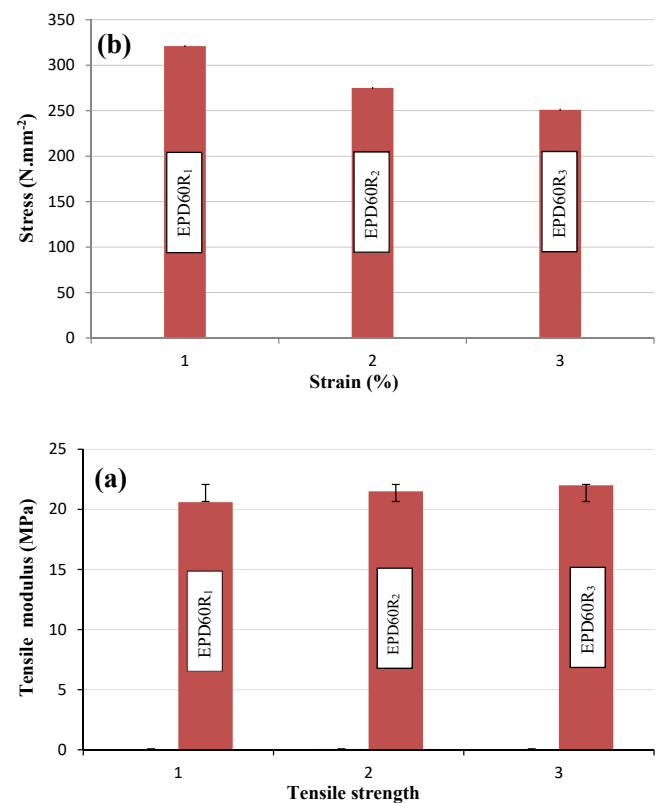 (b)
Stress (N.mm⁻²)
350
300
250
200
150
100
50
0
EPD60R₁
EPD60R₂
EPD60R₃
1
2
3
Strain (%)
(a)
Tensile modulus (MPa)
25
20
15
10
5
0
EPD60R₁
EPD60R₂
EPD60R₃
1
2
3
Tensile strength